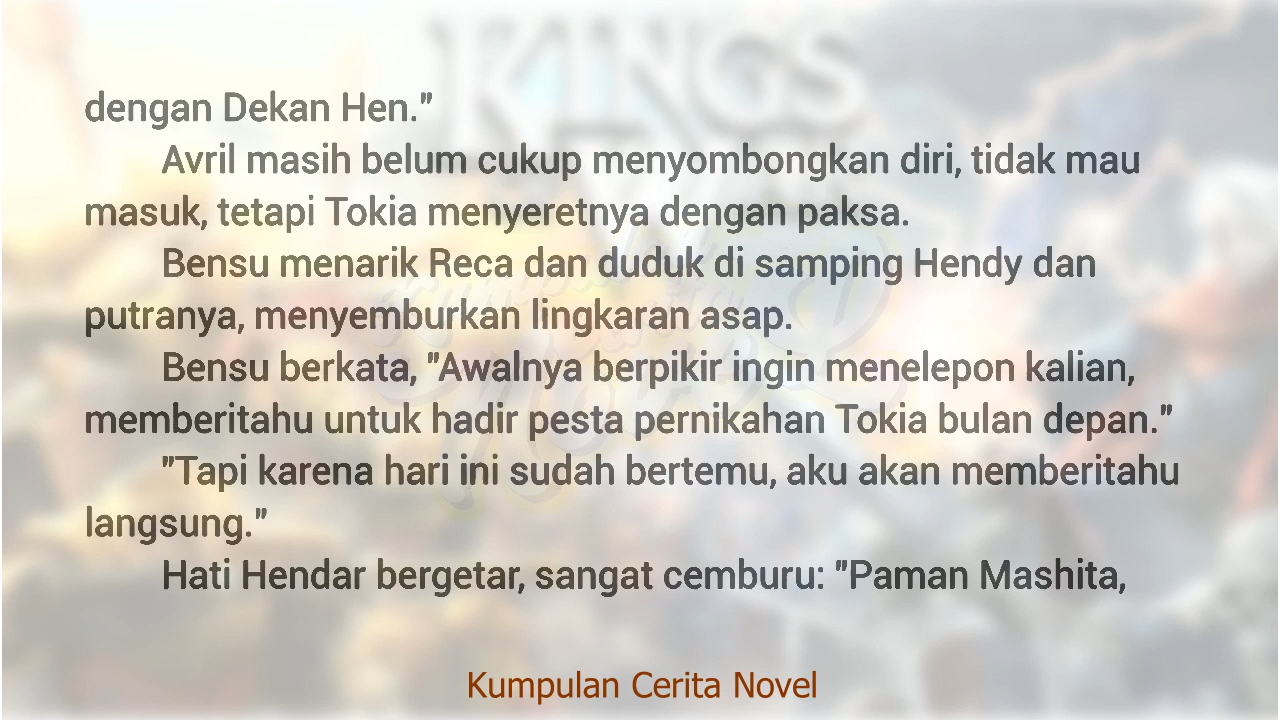 KINGS
dengan Dekan Hen."
Avril masih belum cukup menyombongkan diri, tidak mau
masuk, tetapi Tokia menyeretnya dengan paksa.
Bensu menarik Reca dan duduk di samping Hendy dan
putranya, menyemburkan lingkaran asap.
Bensu berkata, "Awalnya berpikir ingin menelepon kalian,
memberitahu untuk hadir pesta pernikahan Tokia bulan depan."
"Tapi karena hari ini sudah bertemu, aku akan memberitahu
langsung."
Hati Hendar bergetar, sangat cemburu: "Paman Mashita,
Kumpulan Cerita Novel